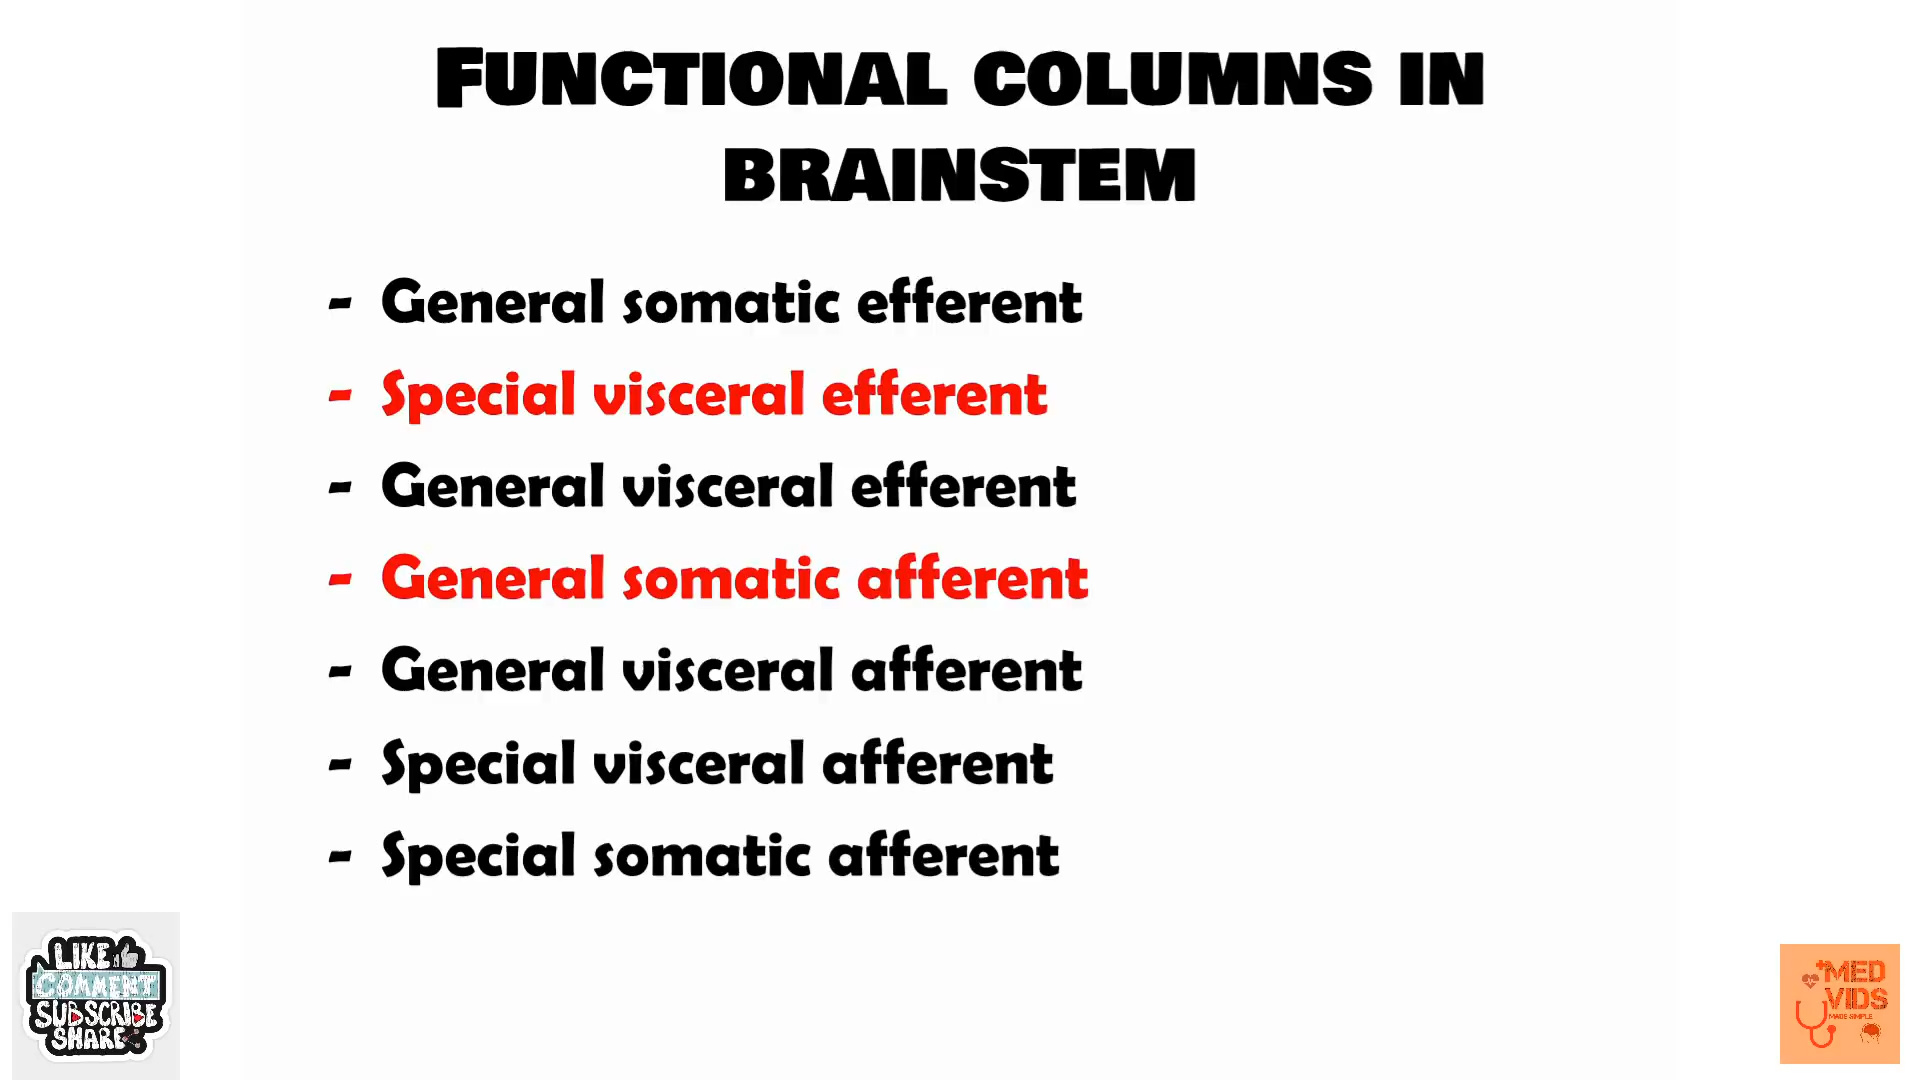 Functional columns in
brainstem
- General somatic efferent
- Special visceral efferent
- General visceral efferent
- General somatic afferent
- General visceral afferent
- Special visceral afferent
- Special somatic afferent
LIKE
COMMENT
SUBSCRIBE
SHARE
MED
VIDS
MADE SIMPLE